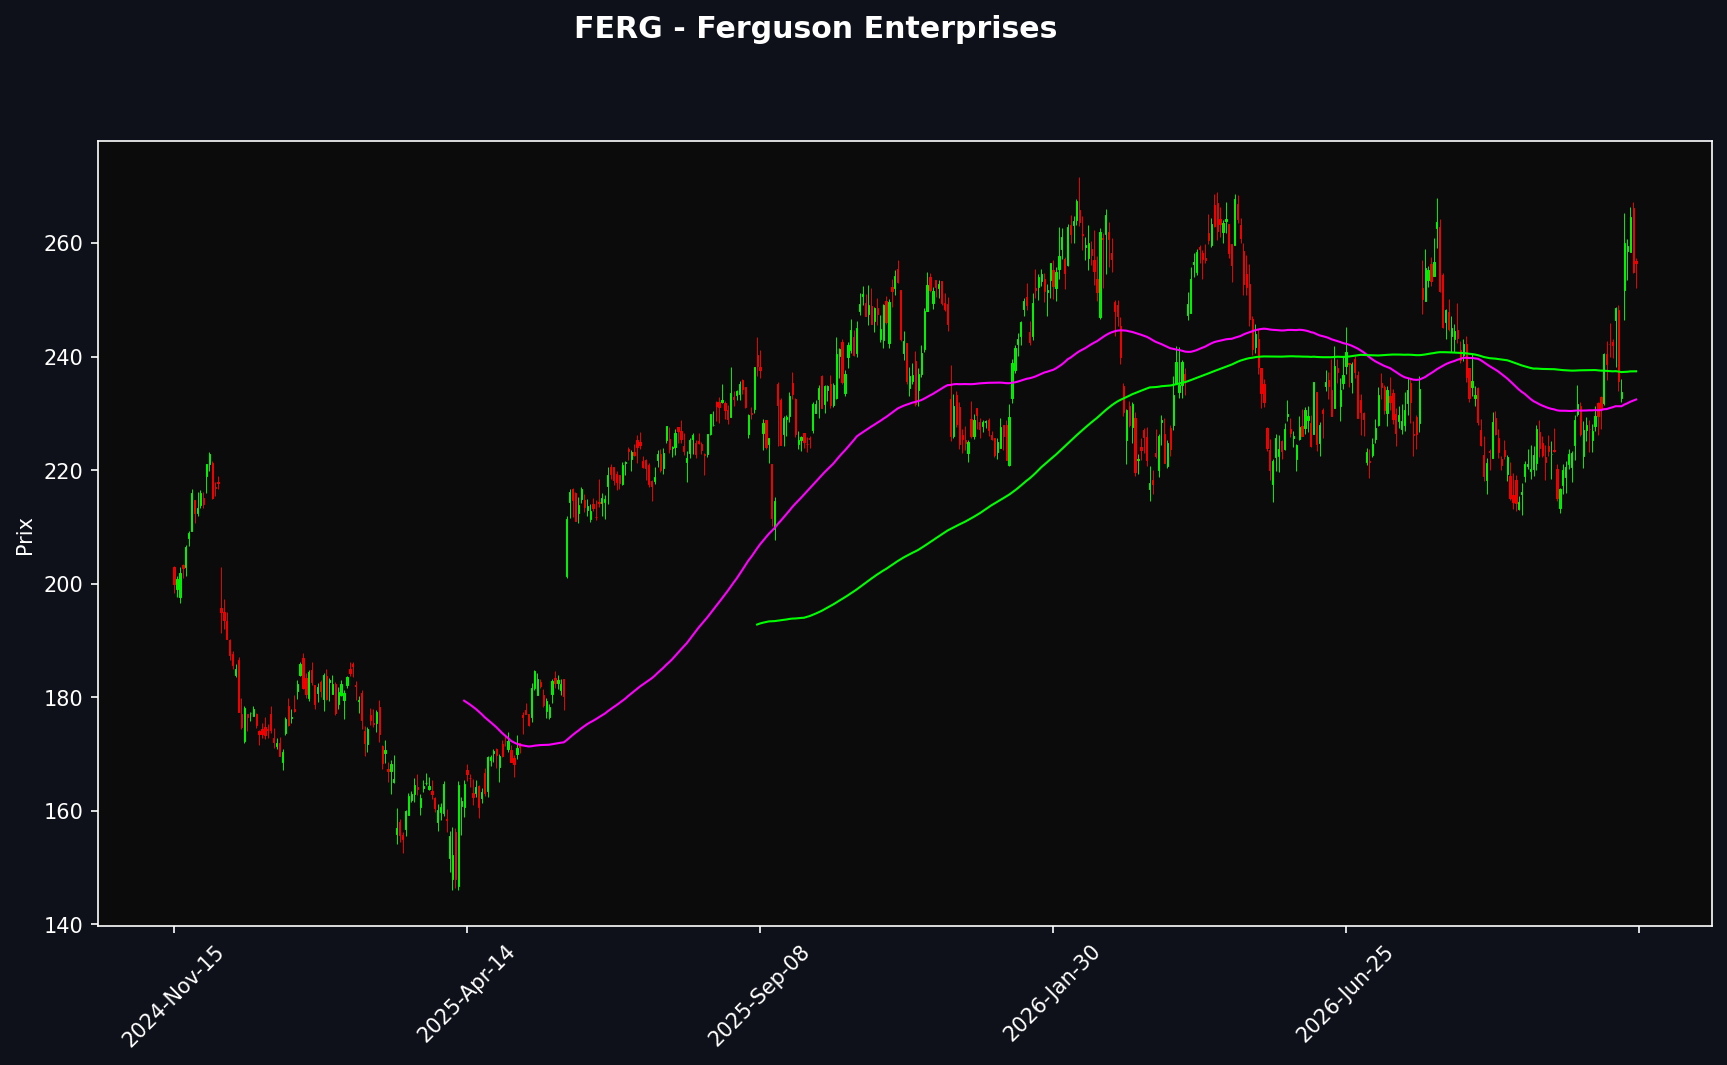 FERG - Ferguson Enterprises
Prix
260
240
220
200
180
160
140
2024-Nov-15
2025-Apr-14
2025-Sep-08
2026-Jan-30
2026-Jun-25